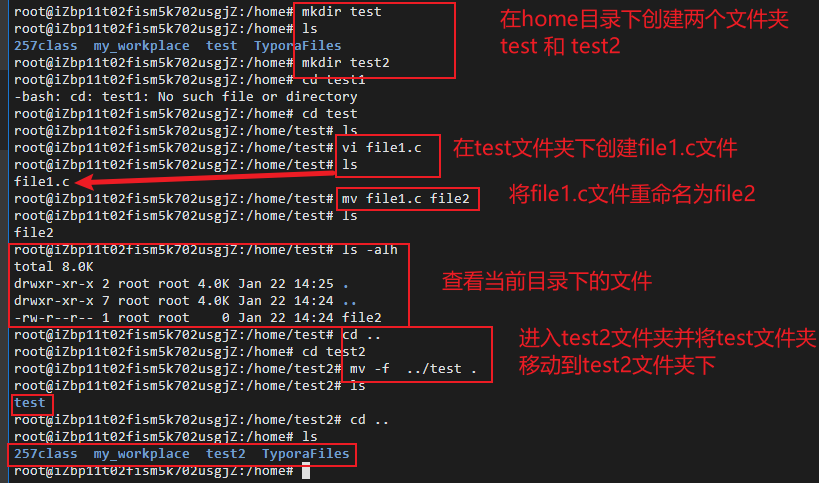 root@iZbp11t02fism5k702usgjZ:/home# mkdir test
root@iZbp11t02fism5k702usgjZ:/home# ls
257class  my_workplace  test  TyporaFiles
root@iZbp11t02fism5k702usgjZ:/home# mkdir test2
在home目录下创建两个文件夹
test 和 test2
root@iZbp11t02fism5k702usgjZ:/home# cd test1
-bash: cd: test1: No such file or directory
root@iZbp11t02fism5k702usgjZ:/home# cd test
root@iZbp11t02fism5k702usgjZ:/home/test# ls
root@iZbp11t02fism5k702usgjZ:/home/test# vi file1.c
root@iZbp11t02fism5k702usgjZ:/home/test# ls
在test文件夹下创建file1.c文件
file1.c
root@iZbp11t02fism5k702usgjZ:/home/test# mv file1.c file2
将file1.c文件重命名为file2
root@iZbp11t02fism5k702usgjZ:/home/test# ls
file2
root@iZbp11t02fism5k702usgjZ:/home/test# ls -alh
total 8.0K
drwxr-xr-x 2 root root 4.0K Jan 22 14:25 .
drwxr-xr-x 7 root root 4.0K Jan 22 14:24 ..
-rw-r--r-- 1 root root    0 Jan 22 14:24 file2
查看当前目录下的文件
root@iZbp11t02fism5k702usgjZ:/home/test# cd ..
root@iZbp11t02fism5k702usgjZ:/home# cd test2
root@iZbp11t02fism5k702usgjZ:/home/test2# mv -f  ../test .
进入test2文件夹并将test文件夹
移动到test2文件夹下
root@iZbp11t02fism5k702usgjZ:/home/test2# ls
test
root@iZbp11t02fism5k702usgjZ:/home/test2# cd ..
root@iZbp11t02fism5k702usgjZ:/home# ls
257class  my_workplace  test2  TyporaFiles
root@iZbp11t02fism5k702usgjZ:/home#